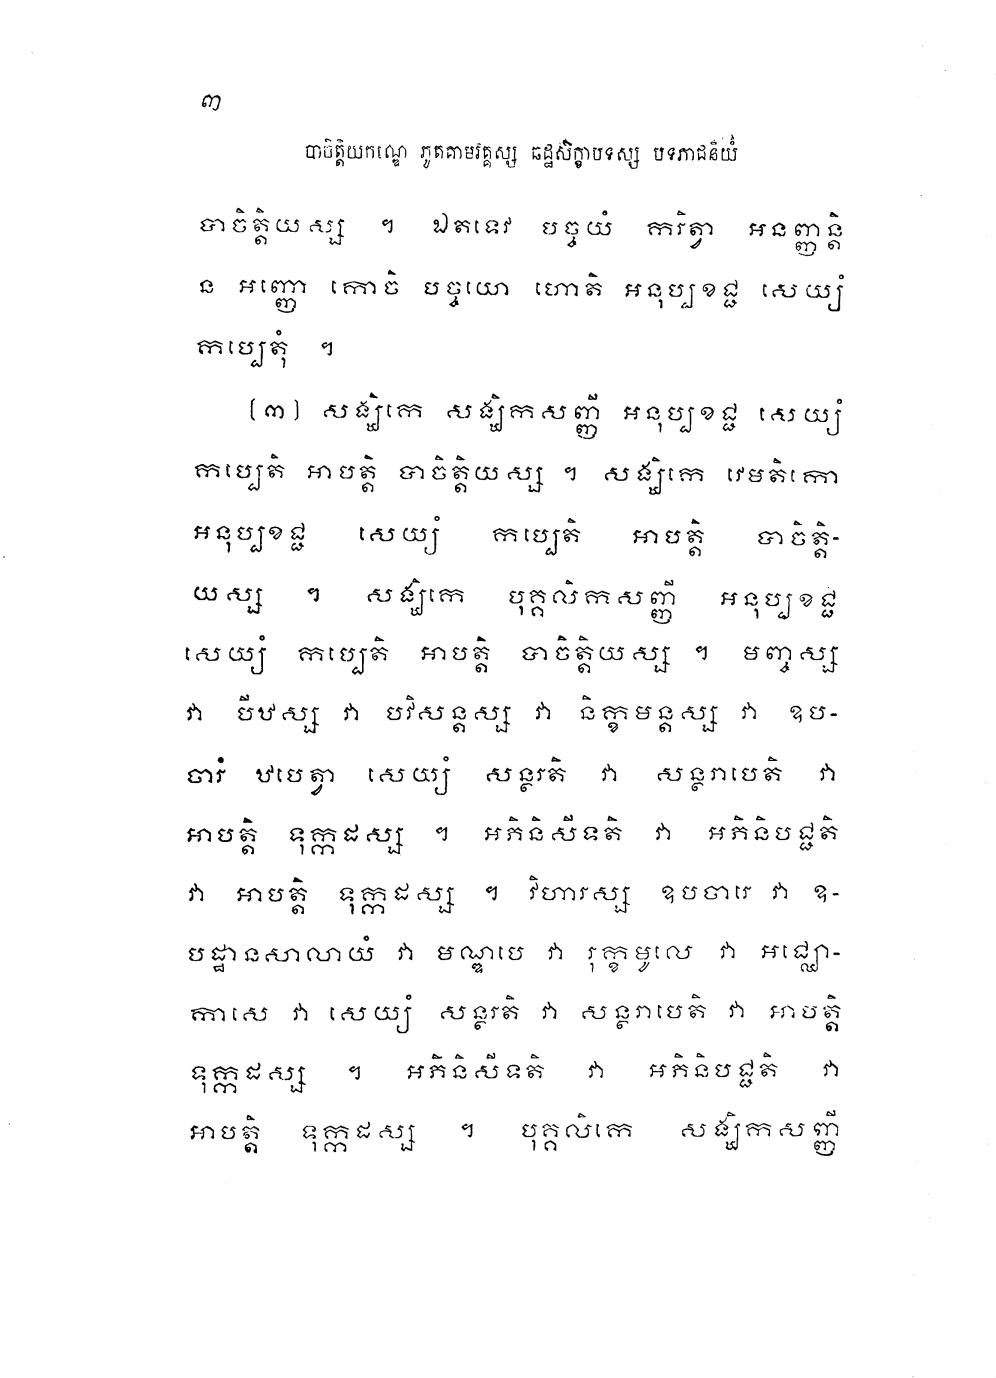 ៣
បាចិត្តិយកណ្ឌេ ភូតគាមវគ្គស្ស ឆដ្ឋសិក្ខាបទស្ស បទភាជនិយំ
បាចិត្តិយស្ស ។ ឯតទេវ បច្ចយំ ករិត្វា អនញ្ញន្តិ
ន អញ្ញោ កោចិ បច្ចយោ ហោតិ អនុប្បខជ្ជ សេយ្យំ
កប្បេតុំ ។
(៣) សង្ឃិកេ សង្ឃិកសញ្ញី អនុប្បខជ្ជ សេយ្យំ
កប្បេតិ អាបត្តិ បាចិត្តិយស្ស ។ សង្ឃិកេ វេមតិកោ
អនុប្បខជ្ជ សេយ្យំ កប្បេតិ អាបត្តិ បាចិត្តិ-
យស្ស ។ សង្ឃិកេ បុគ្គលិកសញ្ញី អនុប្បខជ្ជ
សេយ្យំ កប្បេតិ អាបត្តិ បាចិត្តិយស្ស ។ មញ្ចស្ស
វា បីឋស្ស វា បវិសន្តស្ស វា និក្ខមន្តស្ស វា ឧប-
ចារំ ឋបេត្វា សេយ្យំ សន្ថរតិ វា សន្ថរាបេតិ វា
អាបត្តិ ទុក្កដស្ស ។ អភិនិសីទតិ វា អភិនិបជ្ជតិ
វា អាបត្តិ ទុក្កដស្ស ។ វិហារស្ស ឧបចារេ វា ឧ-
បដ្ឋានសាលាយំ វា មណ្ឌបេ វា រុក្ខមូលេ វា អជ្ឈោ-
កាសេ វា សេយ្យំ សន្ថរតិ វា សន្ថរាបេតិ វា អាបត្តិ
ទុក្កដស្ស ។ អភិនិសីទតិ វា អភិនិបជ្ជតិ វា
អាបត្តិ ទុក្កដស្ស ។ បុគ្គលិកេ សង្ឃិកសញ្ញី